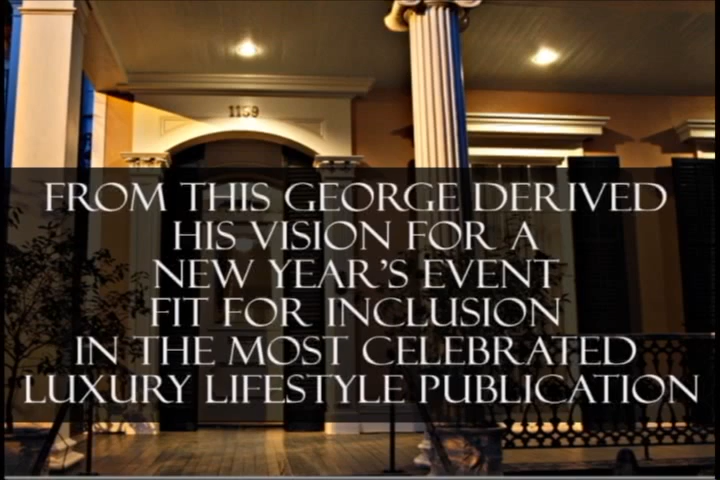 1159
FROM THIS GEORGE DERIVED
HIS VISION FOR A
NEW YEAR'S EVENT
FIT FOR INCLUSION
IN THE MOST CELEBRATED
LUXURY LIFESTYLE PUBLICATION